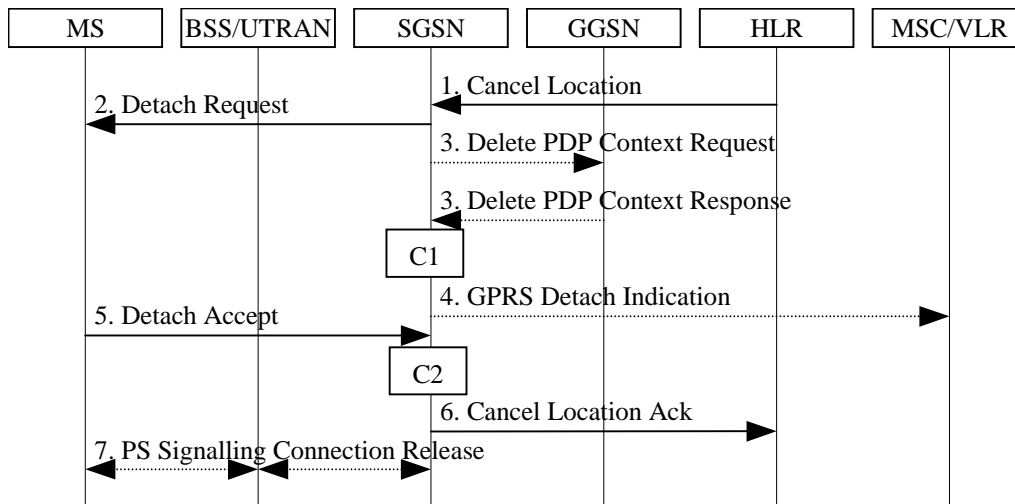 MS BSS/UTRAN SGSN GGSN HLR MSC/VLR
1. Cancel Location
2. Detach Request
3. Delete PDP Context Request
3. Delete PDP Context Response
C1
4. GPRS Detach Indication
5. Detach Accept
C2
6. Cancel Location Ack
7. PS Signalling Connection Release